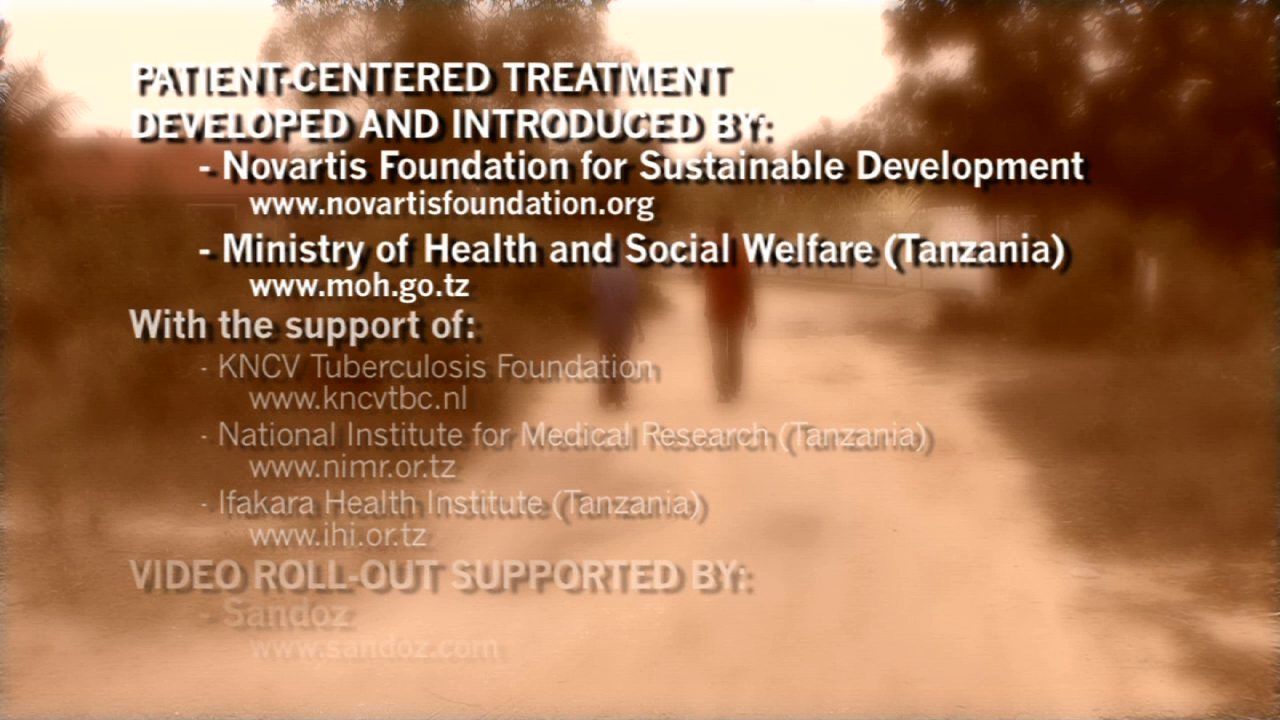 PATIENT-CENTERED TREATMENT
DEVELOPED AND INTRODUCED BY:
- Novartis Foundation for Sustainable Development
www.novartisfoundation.org
- Ministry of Health and Social Welfare (Tanzania)
www.moh.go.tz
With the support of:
- KNCV Tuberculosis Foundation
www.kncvtbc.nl
- National Institute for Medical Research (Tanzania)
www.nimr.or.tz
- Ifakara Health Institute (Tanzania)
www.ihi.or.tz
VIDEO ROLL-OUT SUPPORTED BY:
- Sandoz
www.sandoz.com